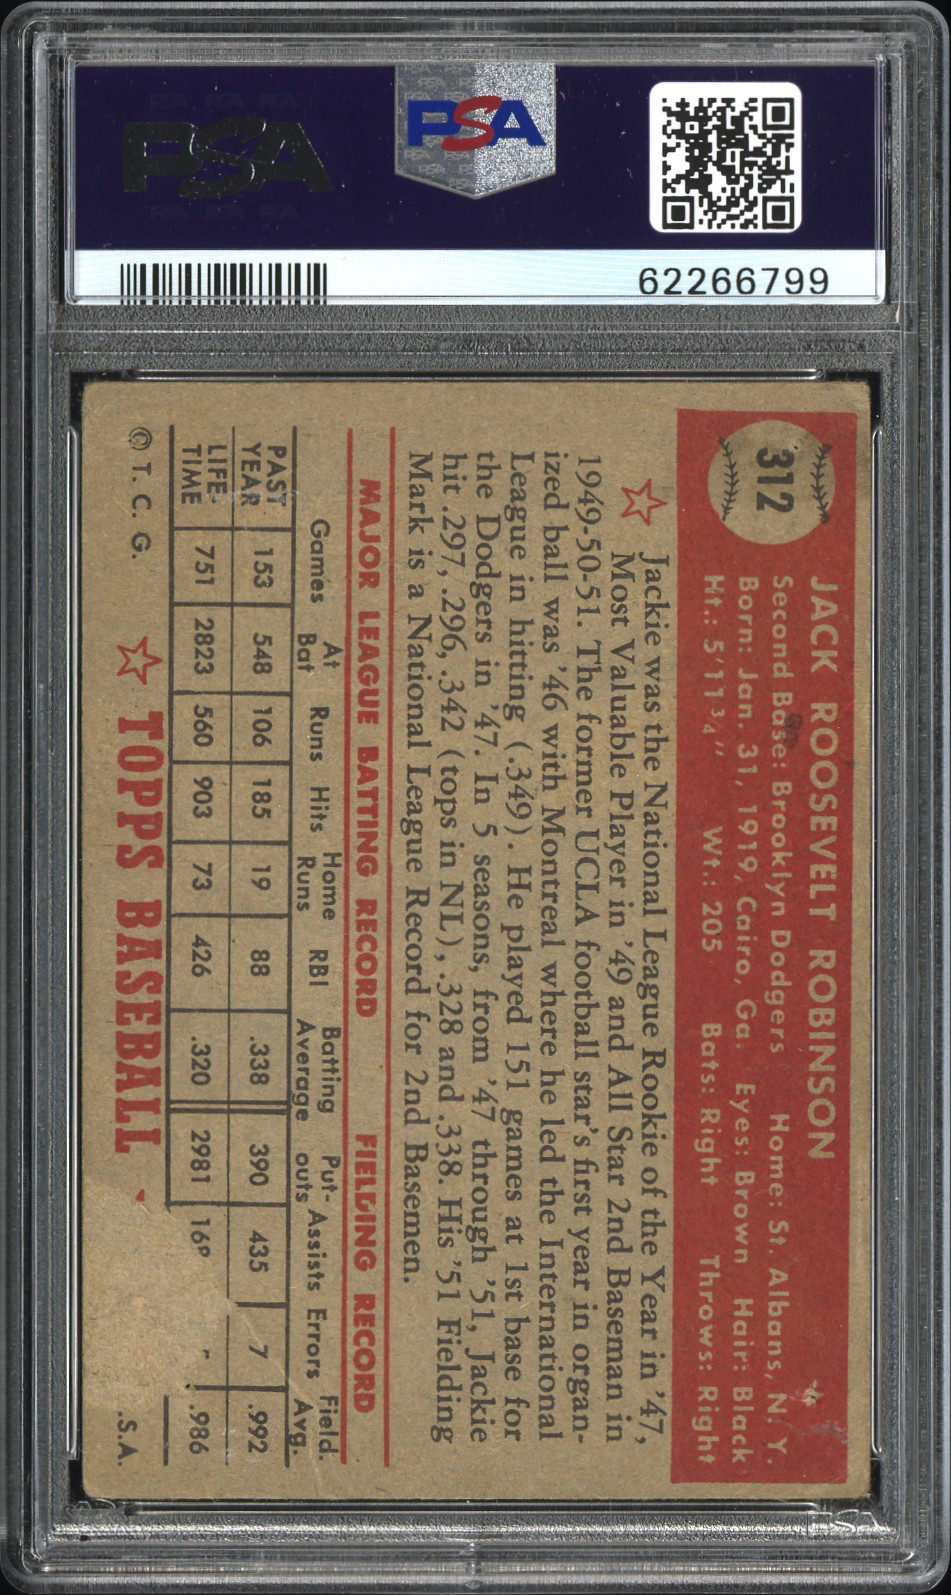 PSA
PSA
62266799
312
JACK ROOSEVELT ROBINSON
Second Base: Brooklyn Dodgers Home: St. Albans, N. Y.
Born: Jan. 31, 1919, Cairo, Ga. Eyes: Brown Hair: Black
Ht.: 5'11¾" Wt.: 205 Bats: Right Throws: Right
Jackie was the National League Rookie of the Year in '47,
Most Valuable Player in '49 and All Star 2nd Baseman in
1949-50-51. The former UCLA football star's first year in organ-
ized ball was '46 with Montreal where he led the International
League in hitting (.349). He played 151 games at 1st base for
the Dodgers in '47. In 5 seasons, from '47 through '51, Jackie
hit .297, .296, .342 (tops in NL), .328 and .338. His '51 Fielding
Mark is a National League Record for 2nd Basemen.
MAJOR LEAGUE BATTING RECORD FIELDING RECORD
Games At Bat Runs Hits Home Runs RBI Batting Average Put-outs Assists Errors Field. Avg.
PAST YEAR 153 548 106 185 19 88 .338 390 435 7 .992
LIFE-TIME 751 2823 560 903 73 426 .320 2981 .986
© T. C. G. TOPPS BASEBALL .S.A.
PSA